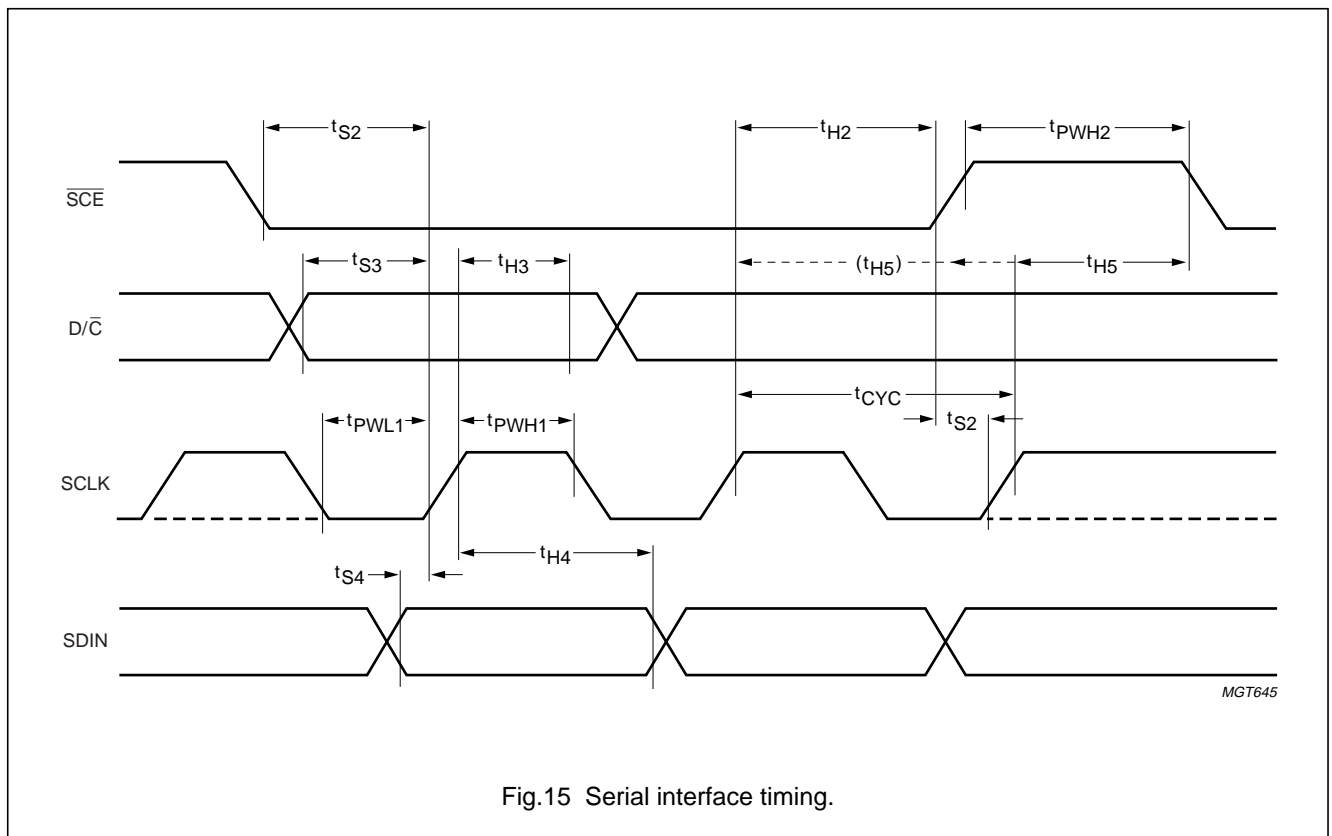 tS2 tH2 tPWH2
SCE
tS3 tH3 (tH5) tH5
D/C
tCYC
tPWL1 tPWH1 tS2
SCLK
tH4
tS4
SDIN
MGT645
Fig.15 Serial interface timing.